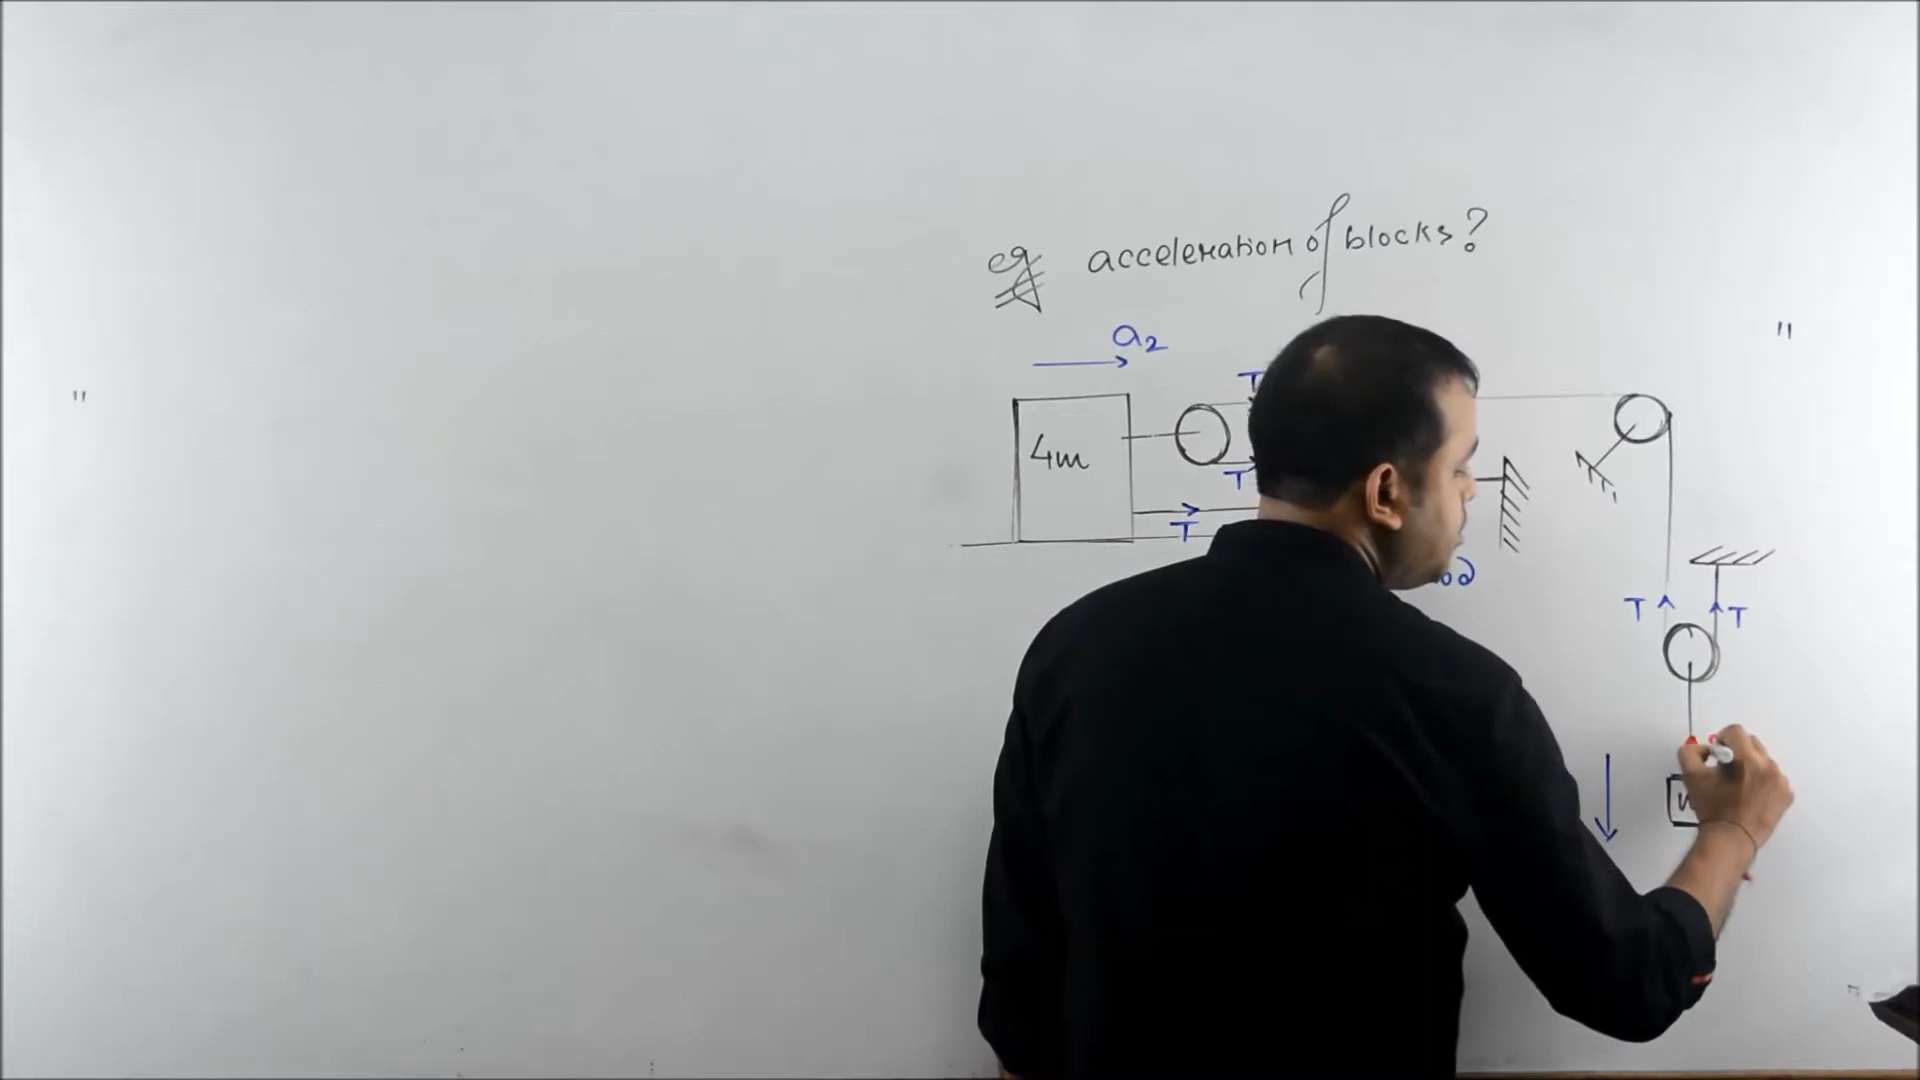 eg acceleration of blocks?
a₂
T
4m
T
T
T T